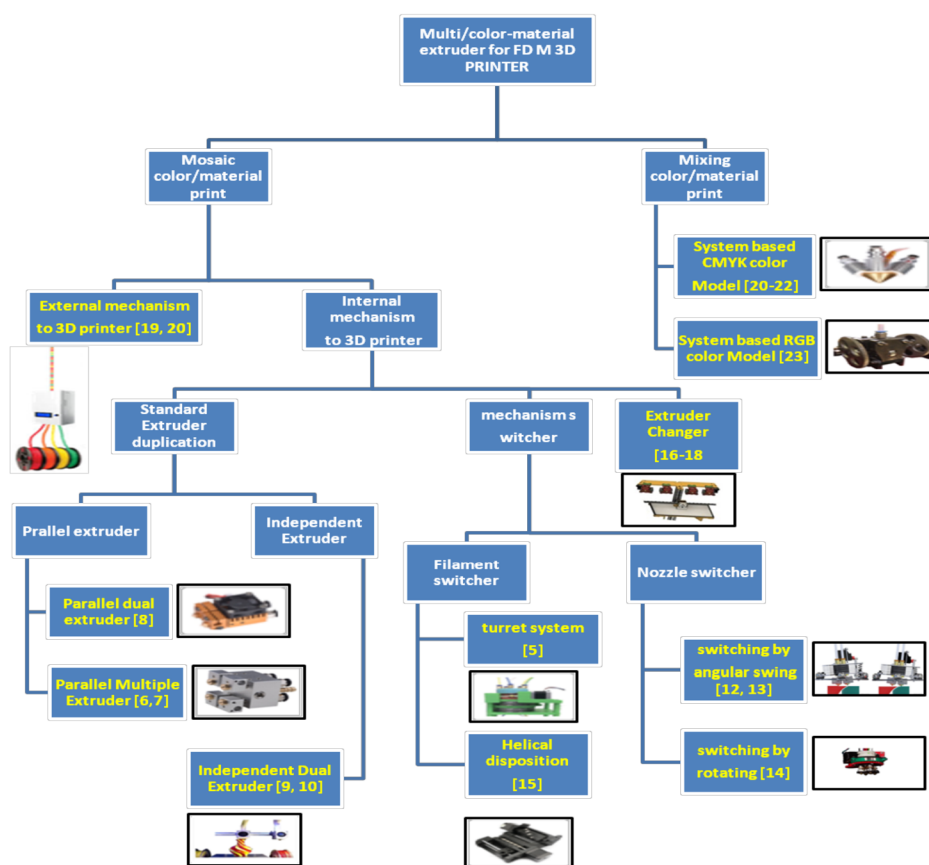 Multi/color-material
extruder for FD M 3D
PRINTER
Mosaic
color/material
print
Mixing
color/material
print
System based
CMYK color
Model [20-22]
External mechanism
to 3D printer [19, 20]
Internal
mechanism
to 3D printer
System based RGB
color Model [23]
Standard
Extruder
duplication
mechanism s
witcher
Extruder
Changer
[16-18
Prallel extruder
Independent
Extruder
Filament
switcher
Nozzle switcher
Parallel dual
extruder [8]
turret system
[5]
switching by
angular swing
[12, 13]
Parallel Multiple
Extruder [6,7]
Helical
disposition
[15]
switching by
rotating [14]
Independent Dual
Extruder [9, 10]